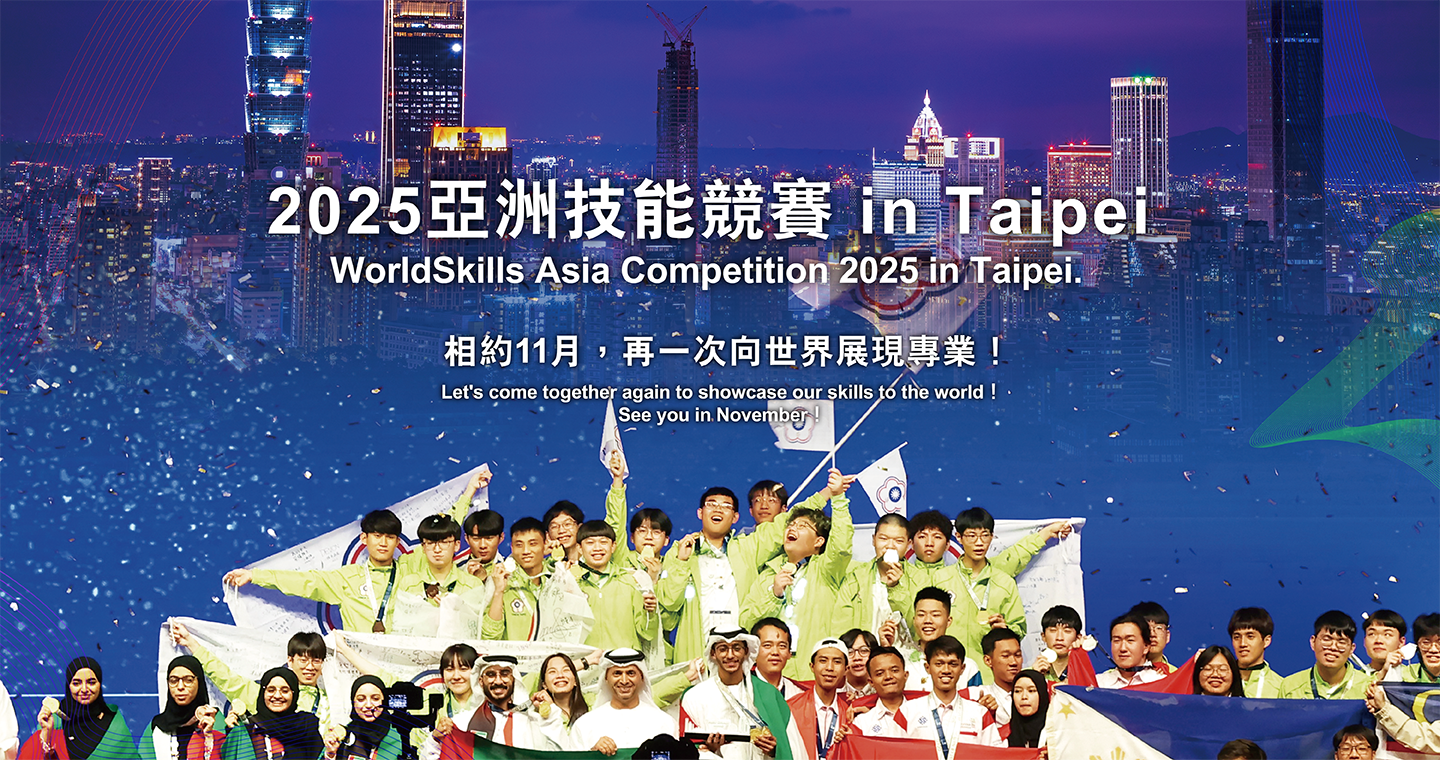 2025亞洲技能競賽 in Taipei
WorldSkills Asia Competition 2025 in Taipei.
相約11月，再一次向世界展現專業！
Let's come together again to showcase our skills to the world！
See you in November！